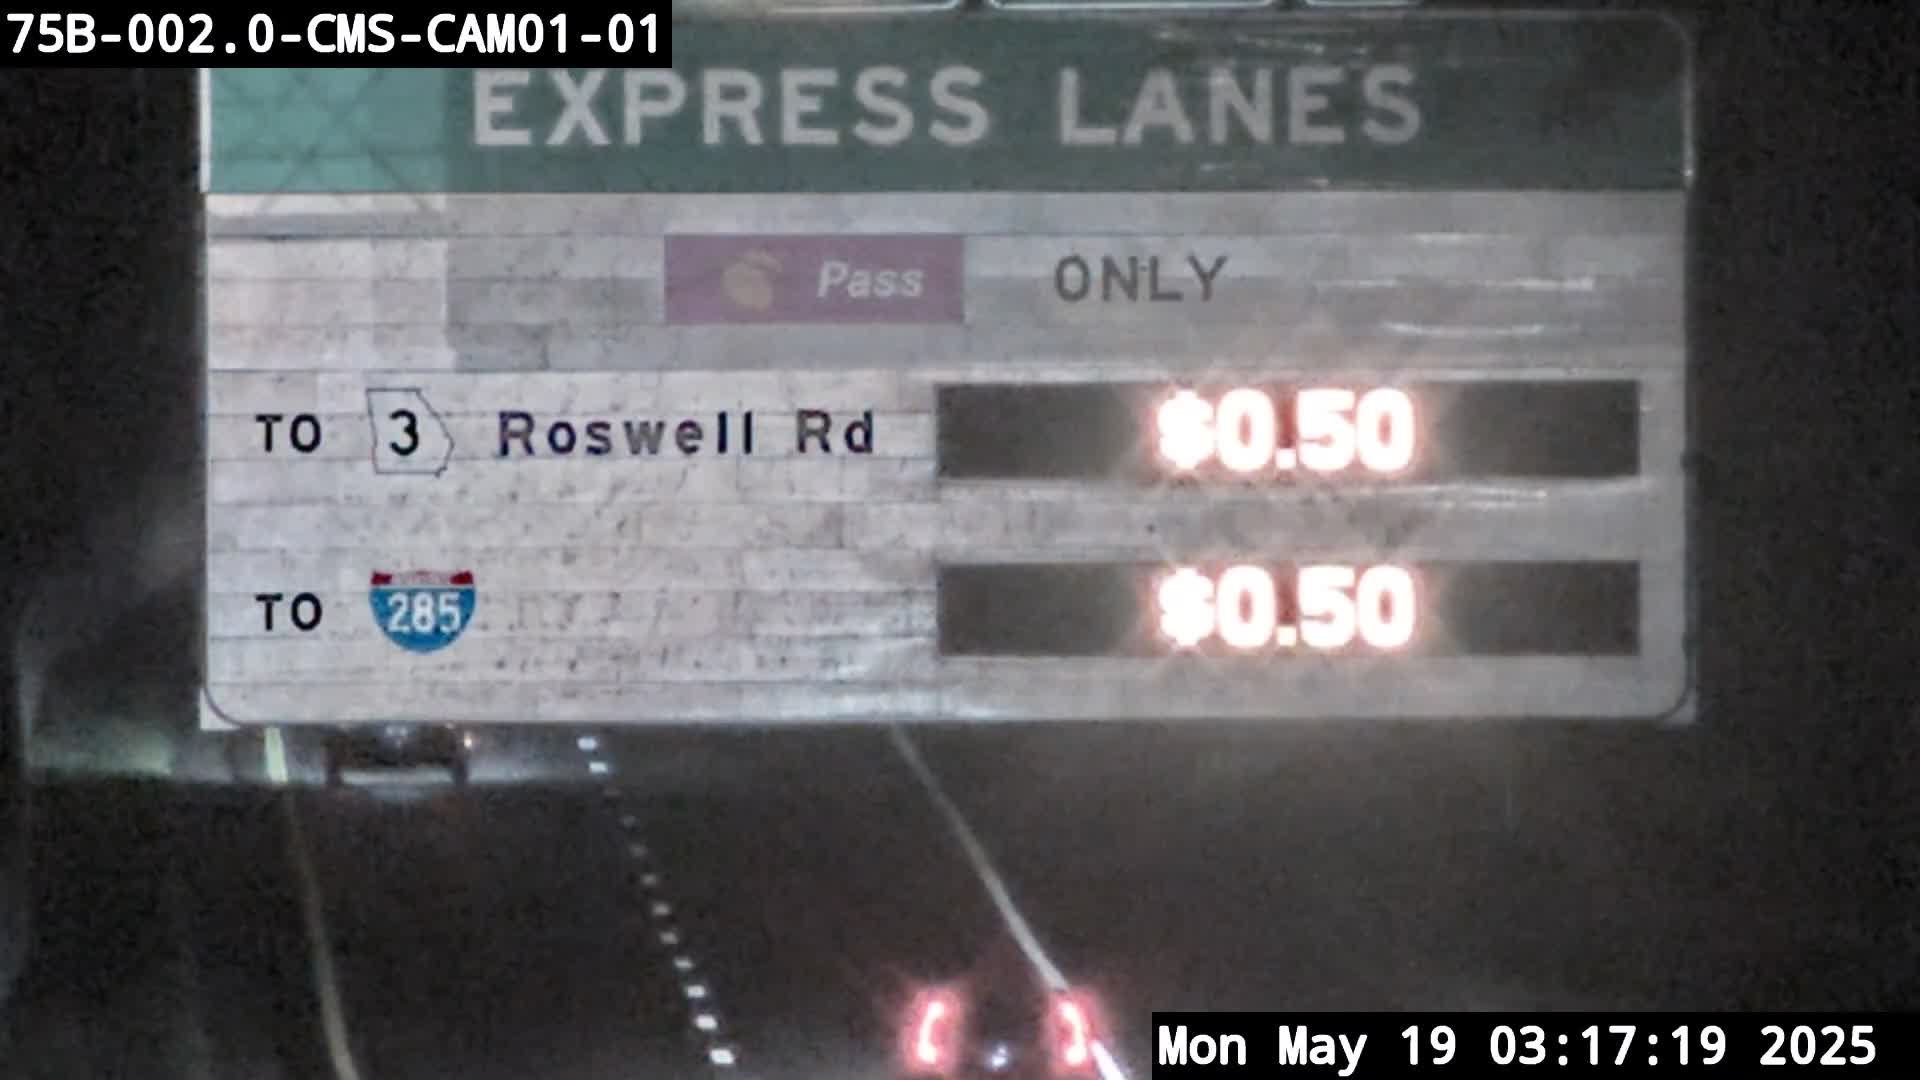 75B-002.0-CMS-CAM01-01
EXPRESS LANES
Pass ONLY
TO 3 Roswell Rd $0.50
TO 285 $0.50
Mon May 19 03:17:19 2025